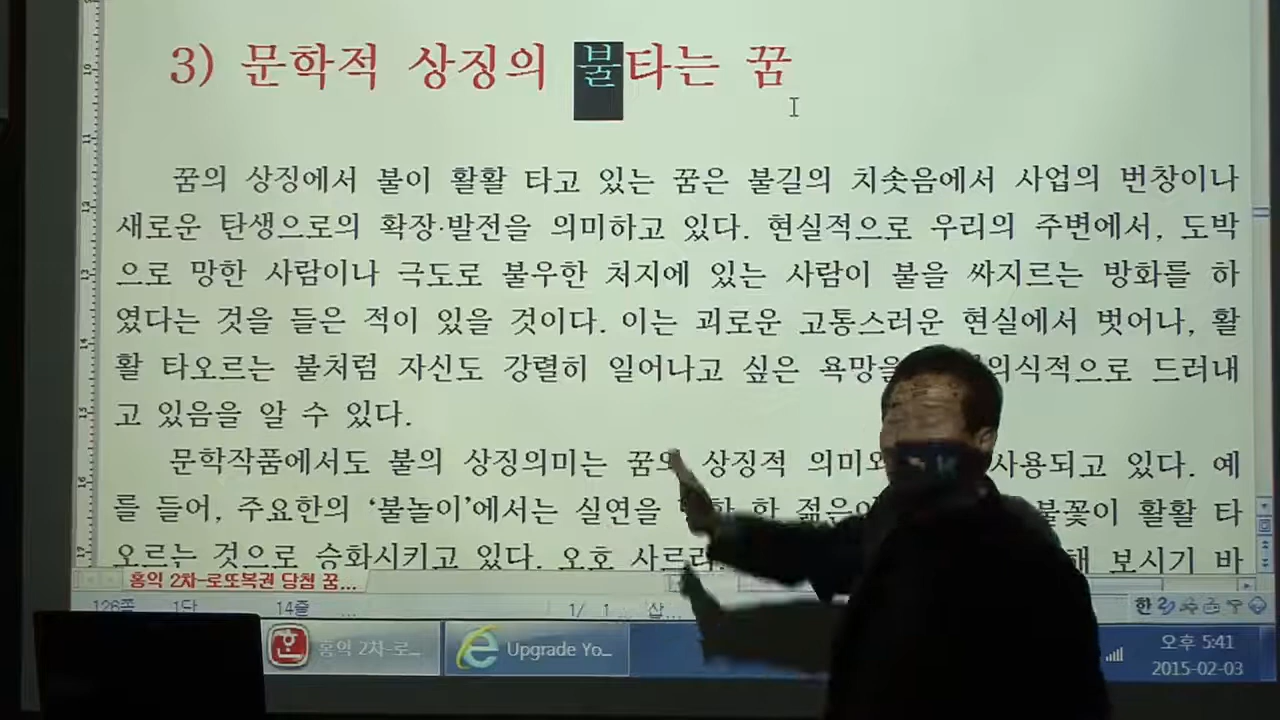 3) 문학적 상징의 불타는 꿈
꿈의 상징에서 불이 활활 타고 있는 꿈은 불길의 치솟음에서 사업의 번창이나
새로운 탄생으로의 확장·발전을 의미하고 있다. 현실적으로 우리의 주변에서, 도박
으로 망한 사람이나 극도로 불우한 처지에 있는 사람이 불을 싸지르는 방화를 하
였다는 것을 들은 적이 있을 것이다. 이는 괴로운 고통스러운 현실에서 벗어나, 활
활 타오르는 불처럼 자신도 강렬히 일어나고 싶은 욕망을 의식적으로 드러내
고 있음을 알 수 있다.
문학작품에서도 불의 상징의미는 꿈의 상징적 의미와 사용되고 있다. 예
를 들어, 주요한의 '불놀이'에서는 실연을 한 젊은이 불꽃이 활활 타
오르는 것으로 승화시키고 있다. 오호 사르라. 보시기 바
홍익 2차-로또복권 당첨 꿈...
126쪽 1단 14줄 ... 1/ 1 ... 삽...
한
홍익 2차-로...
Upgrade Yo...
오후 5:41
2015-02-03